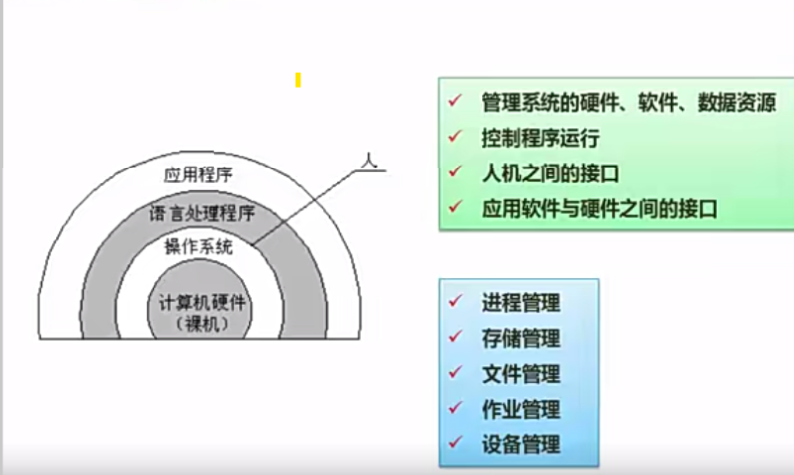 应用程序
语言处理程序
操作系统
计算机硬件
（裸机）
人
管理系统的硬件、软件、数据资源
控制程序运行
人机之间的接口
应用软件与硬件之间的接口
进程管理
存储管理
文件管理
作业管理
设备管理